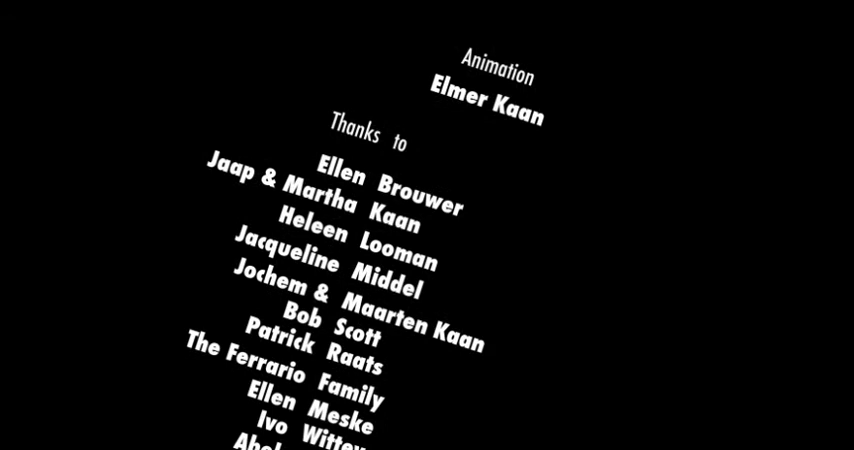 Animation
Elmer Kaan
Thanks to
Ellen Brouwer
Jaap & Martha Kaan
Heleen Looman
Jacqueline Middel
Jochem & Maarten Kaan
Bob Scott
Patrick Raats
The Ferrario Family
Ellen Meske
Ivo